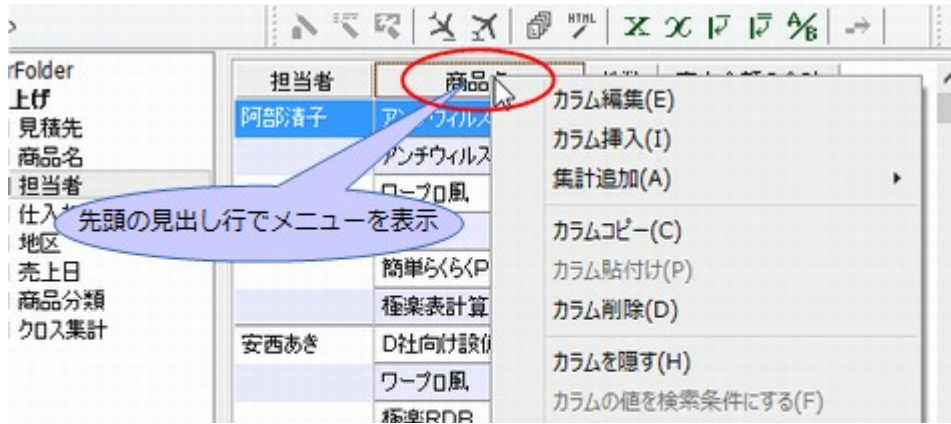 HTML
A/B
rFolder
上げ
見積先
商品名
担当者
地区
売上日
商品分類
クロス集計
担当者
商品
阿部清子
アンチウィルス
ワープロ風
簡単らくらくP
極楽表計算
安西あき
D社向け設
ワープロ風
極楽RDB
先頭の見出し行でメニューを表示
カラム編集(E)
カラム挿入(I)
集計追加(A)
カラムコピー(C)
カラム貼付け(P)
カラム削除(D)
カラムを隠す(H)
カラムの値を検索条件にする(F)